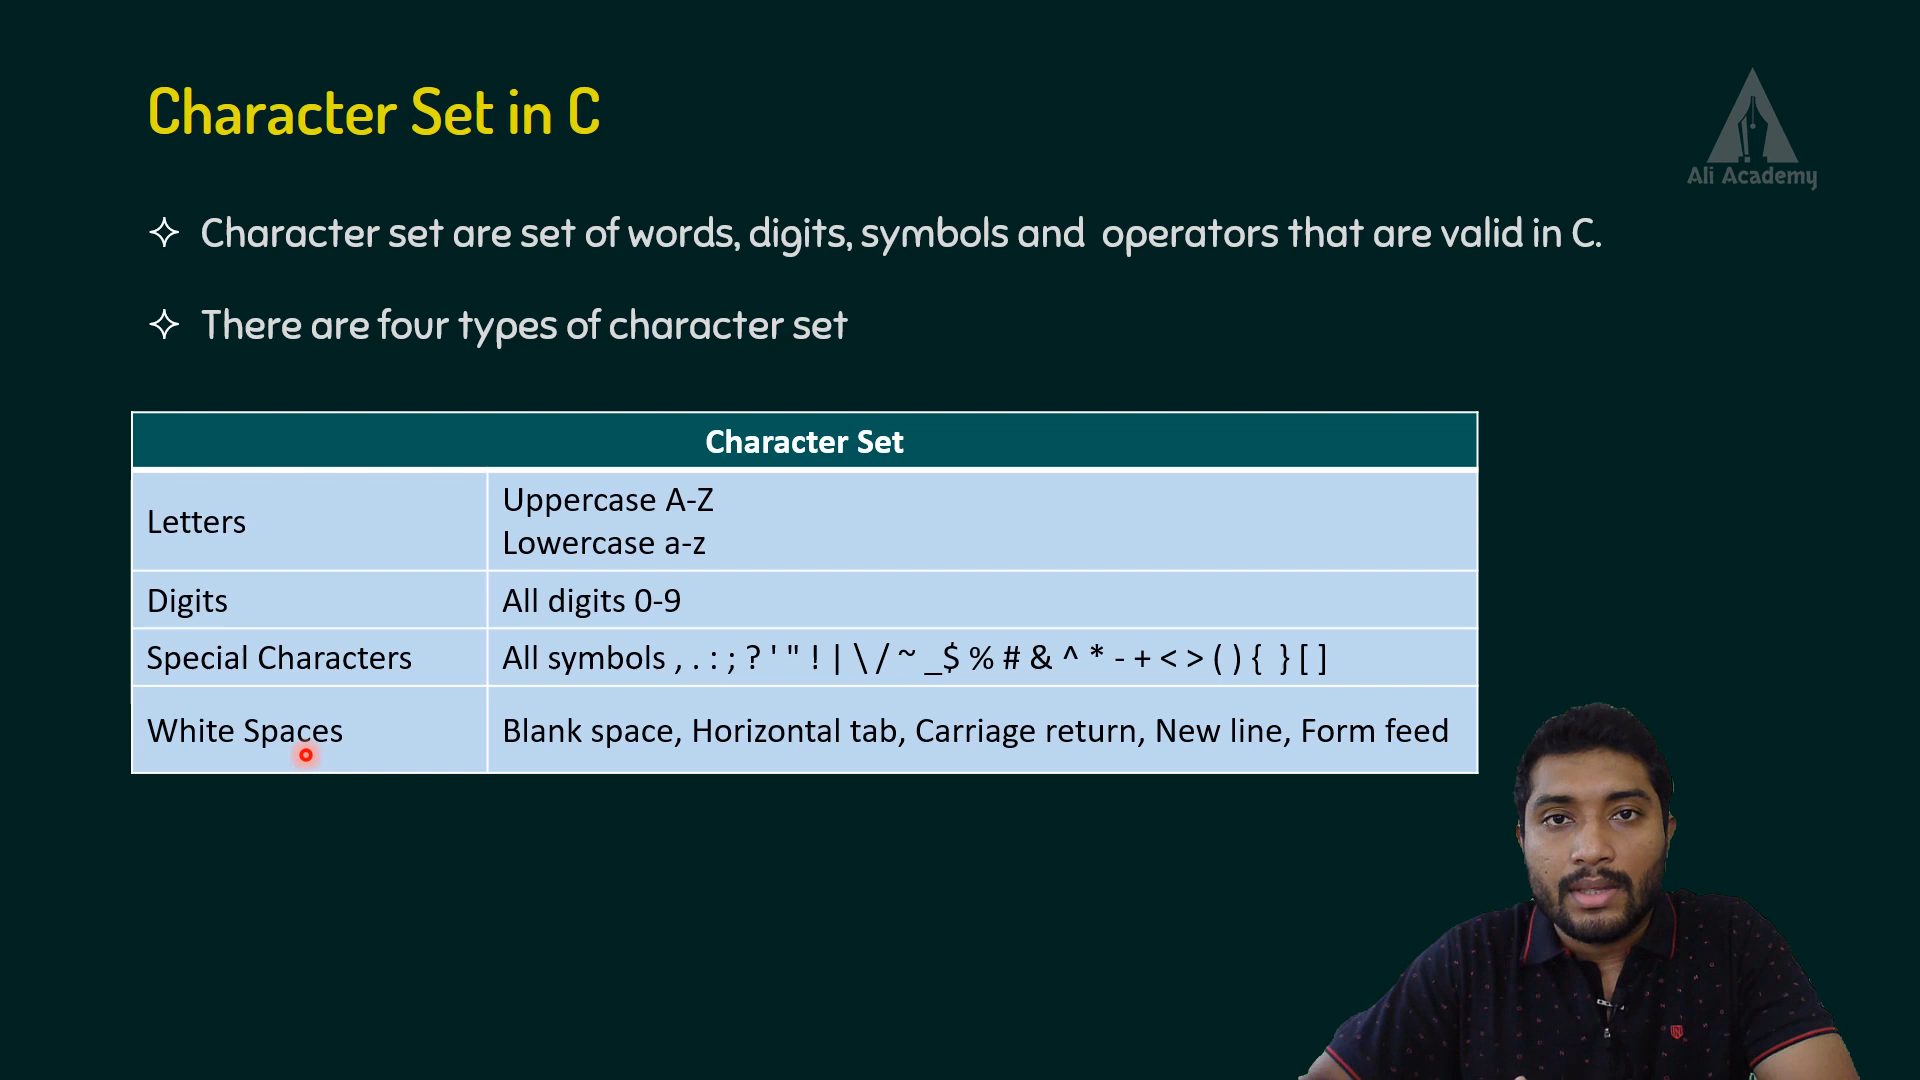 Character Set in C
Ali Academy
Character set are set of words, digits, symbols and operators that are valid in C.
There are four types of character set
Character Set
Letters
Uppercase A-Z
Lowercase a-z
Digits
All digits 0-9
Special Characters
All symbols , . : ; ? ' " ! | \ / ~ _$ % # & ^ * - + < > ( ) { } [ ]
White Spaces
Blank space, Horizontal tab, Carriage return, New line, Form feed